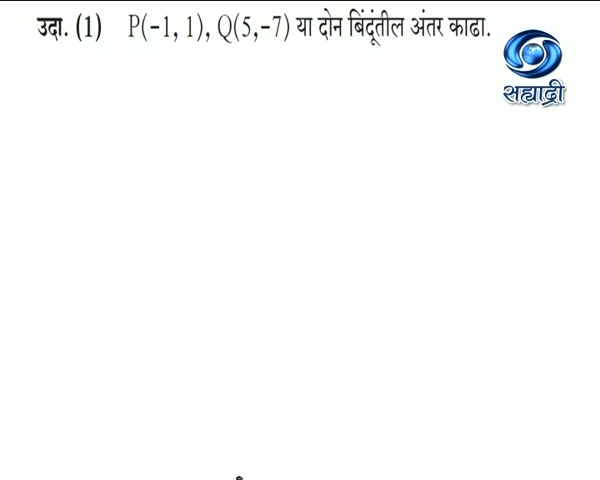 उदा. (1) P(-1, 1), Q(5,-7) या दोन बिंदूंतील अंतर काढा.
सह्याद्री